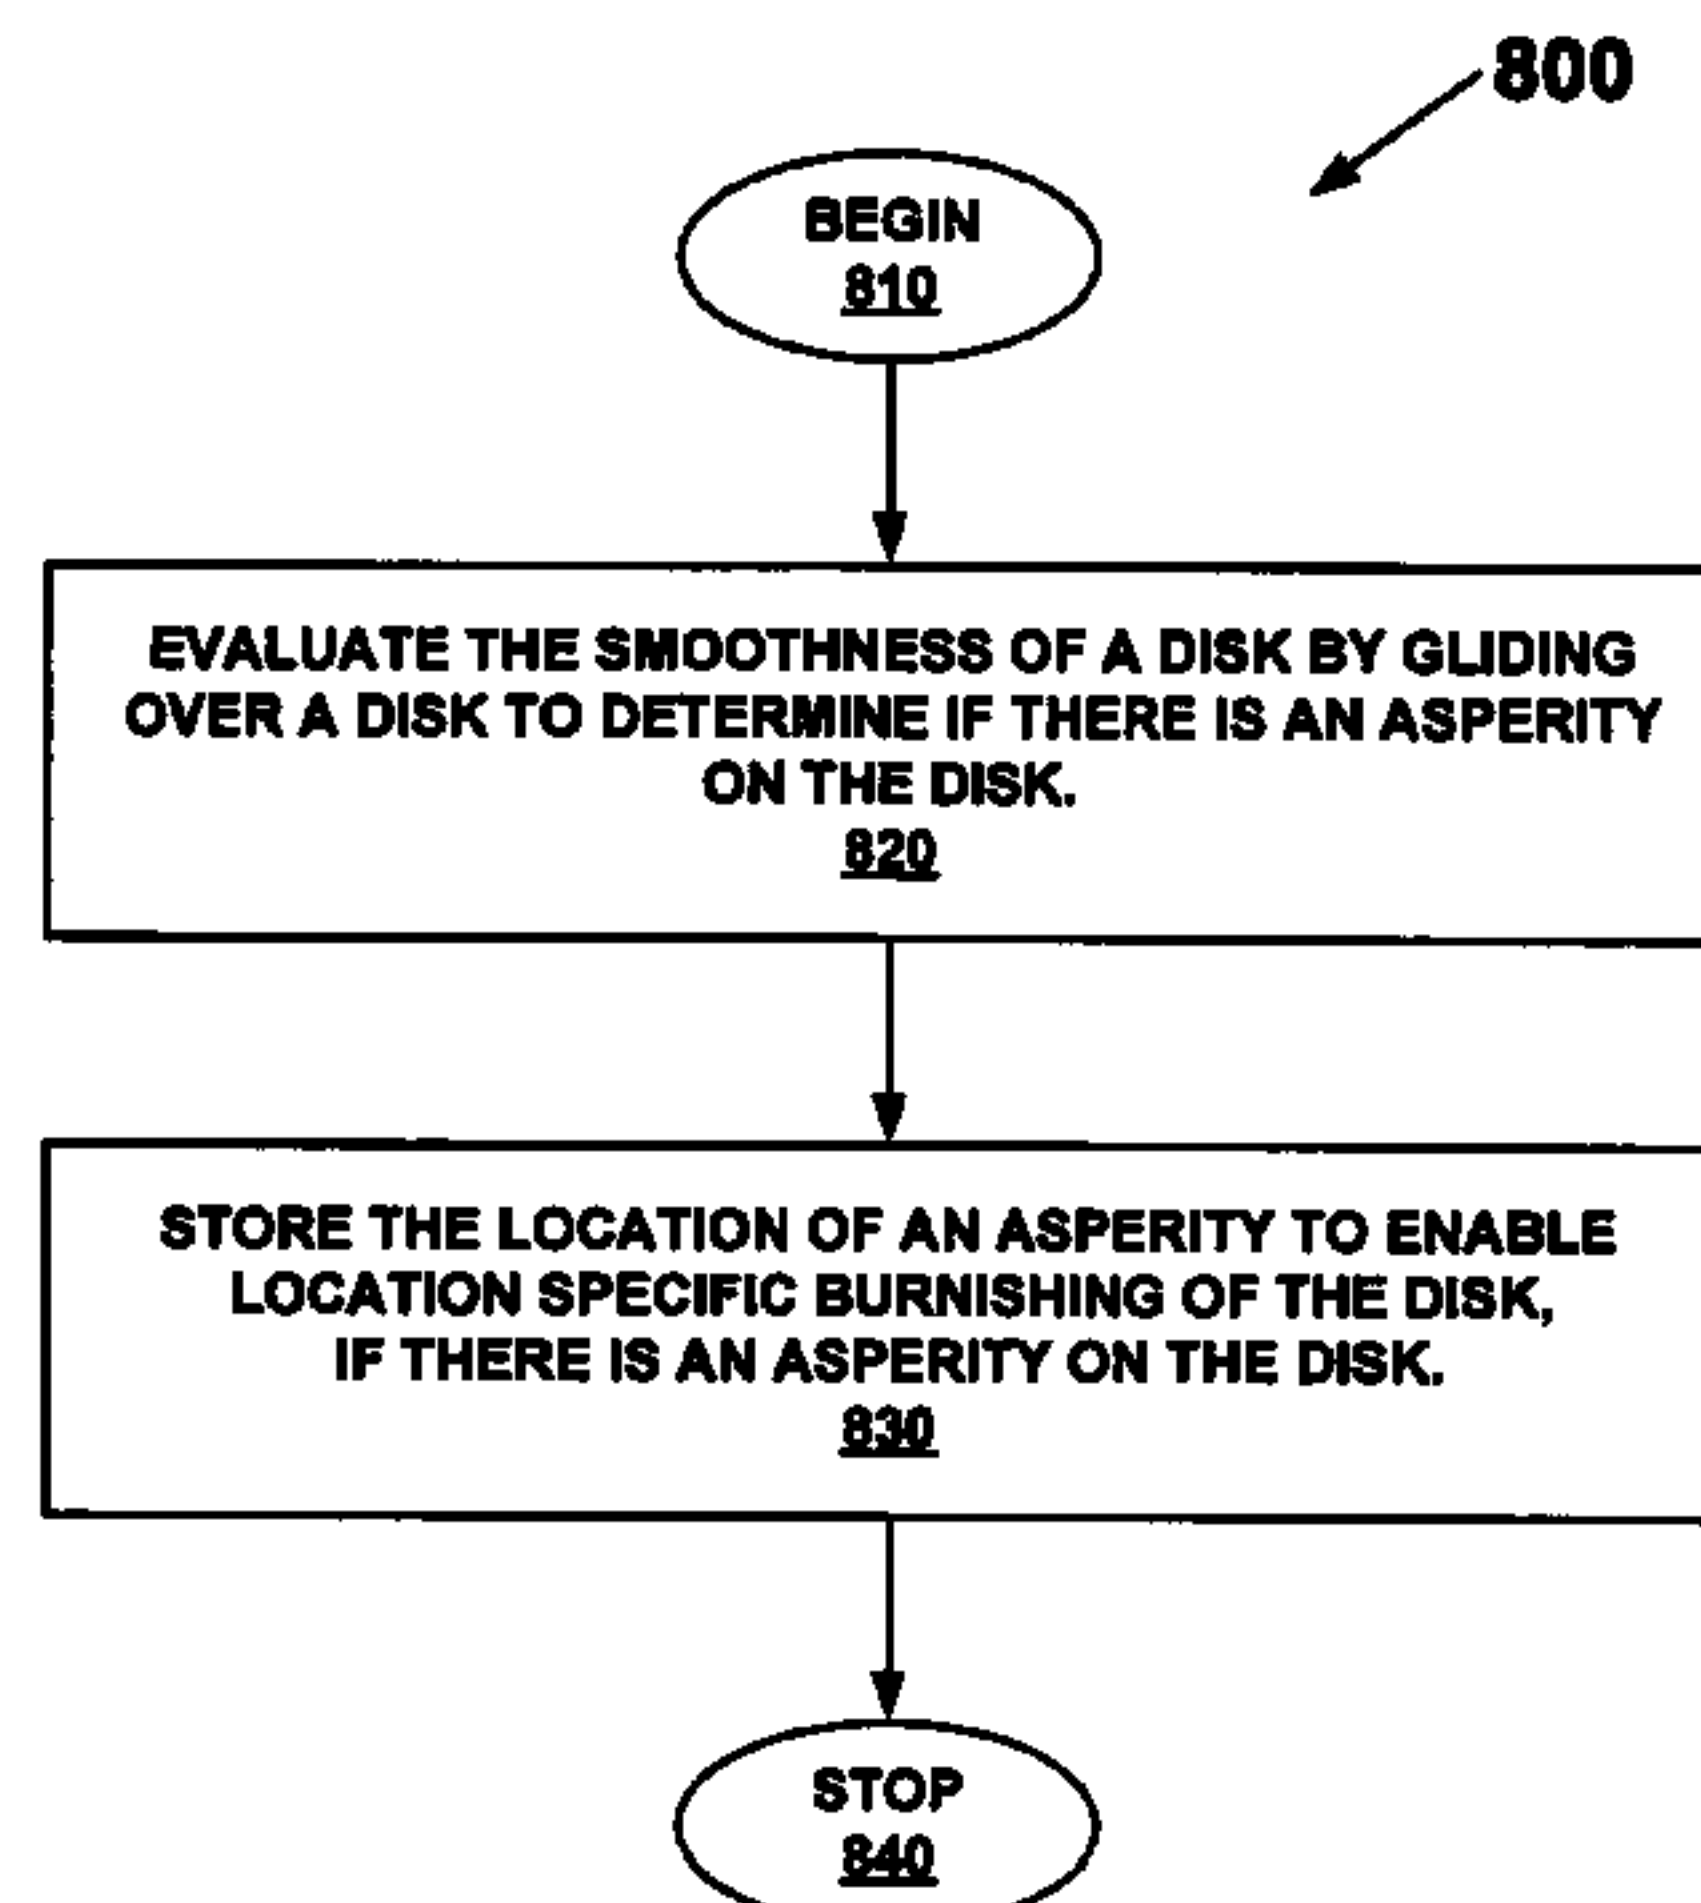 800
BEGIN
810
EVALUATE THE SMOOTHNESS OF A DISK BY GLIDING
OVER A DISK TO DETERMINE IF THERE IS AN ASPERITY
ON THE DISK.
820
STORE THE LOCATION OF AN ASPERITY TO ENABLE
LOCATION SPECIFIC BURNISHING OF THE DISK,
IF THERE IS AN ASPERITY ON THE DISK.
830
STOP
840